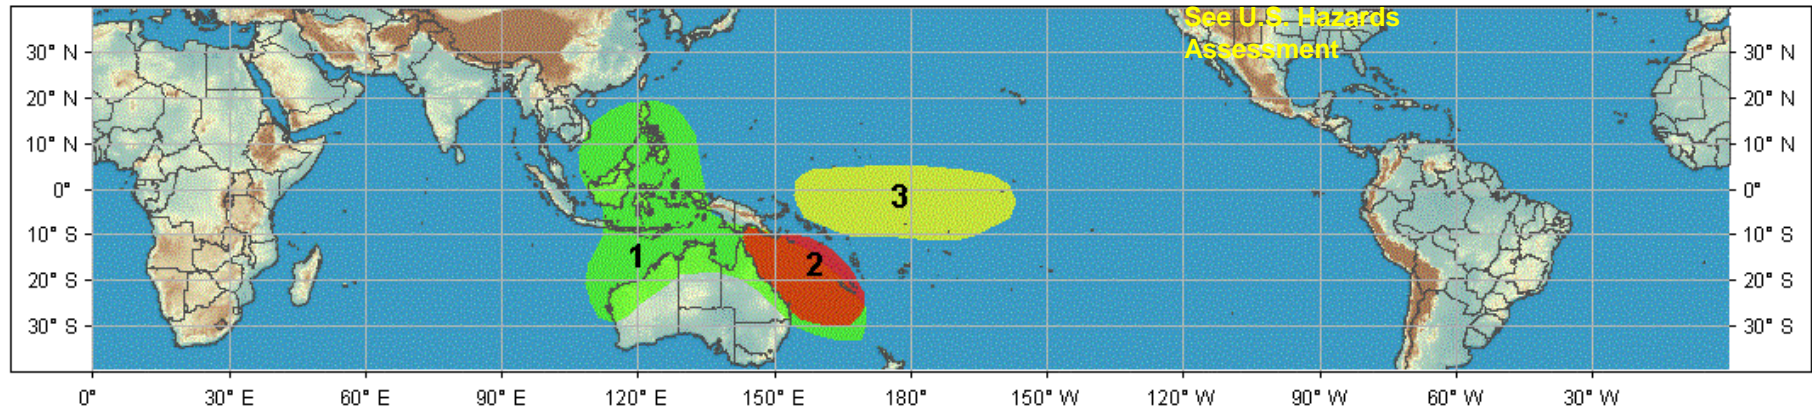 See U.S. Hazards
Assessment
30° N
30° N
20° N
20° N
10° N
10° N
0°
3
0°
10° S
10° S
1
2
20° S
20° S
30° S
30° S
0°
30° E
60° E
90° E
120° E
150° E
180°
150° W
120° W
90° W
60° W
30° W